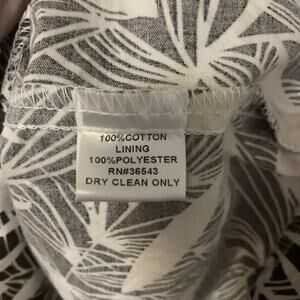 100%COTTON
LINING
100%POLYESTER
RN#36543
DRY CLEAN ONLY